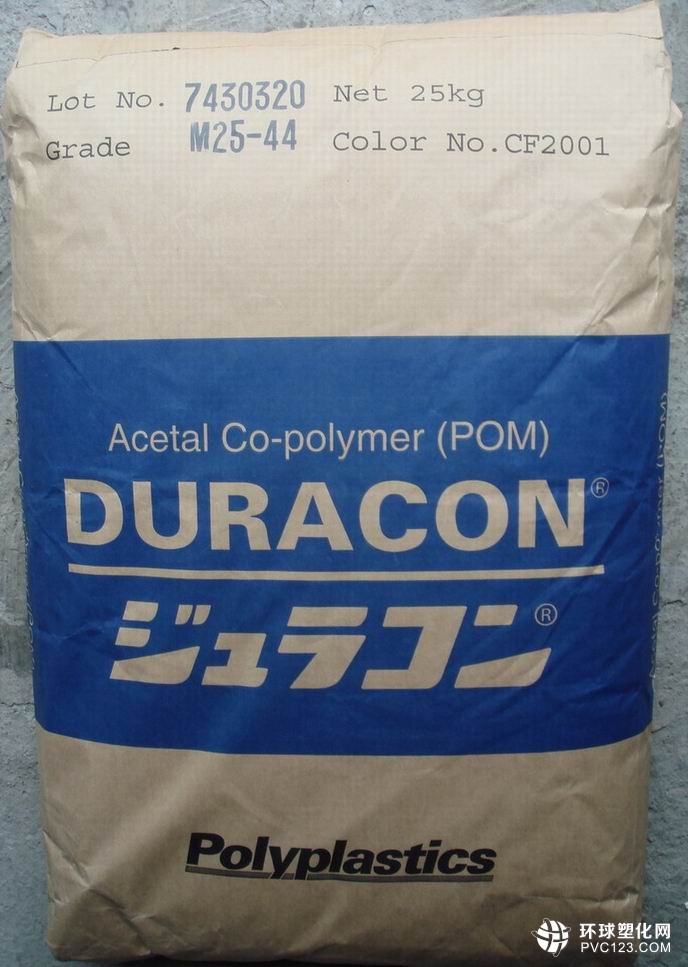 Lot No. 7430320 Net 25kg
Grade M25-44 Color No.CF2001
Acetal Co-polymer (POM)
DURACON®
ジュラコン®
Polyplastics
环球塑化网
PVC123.COM